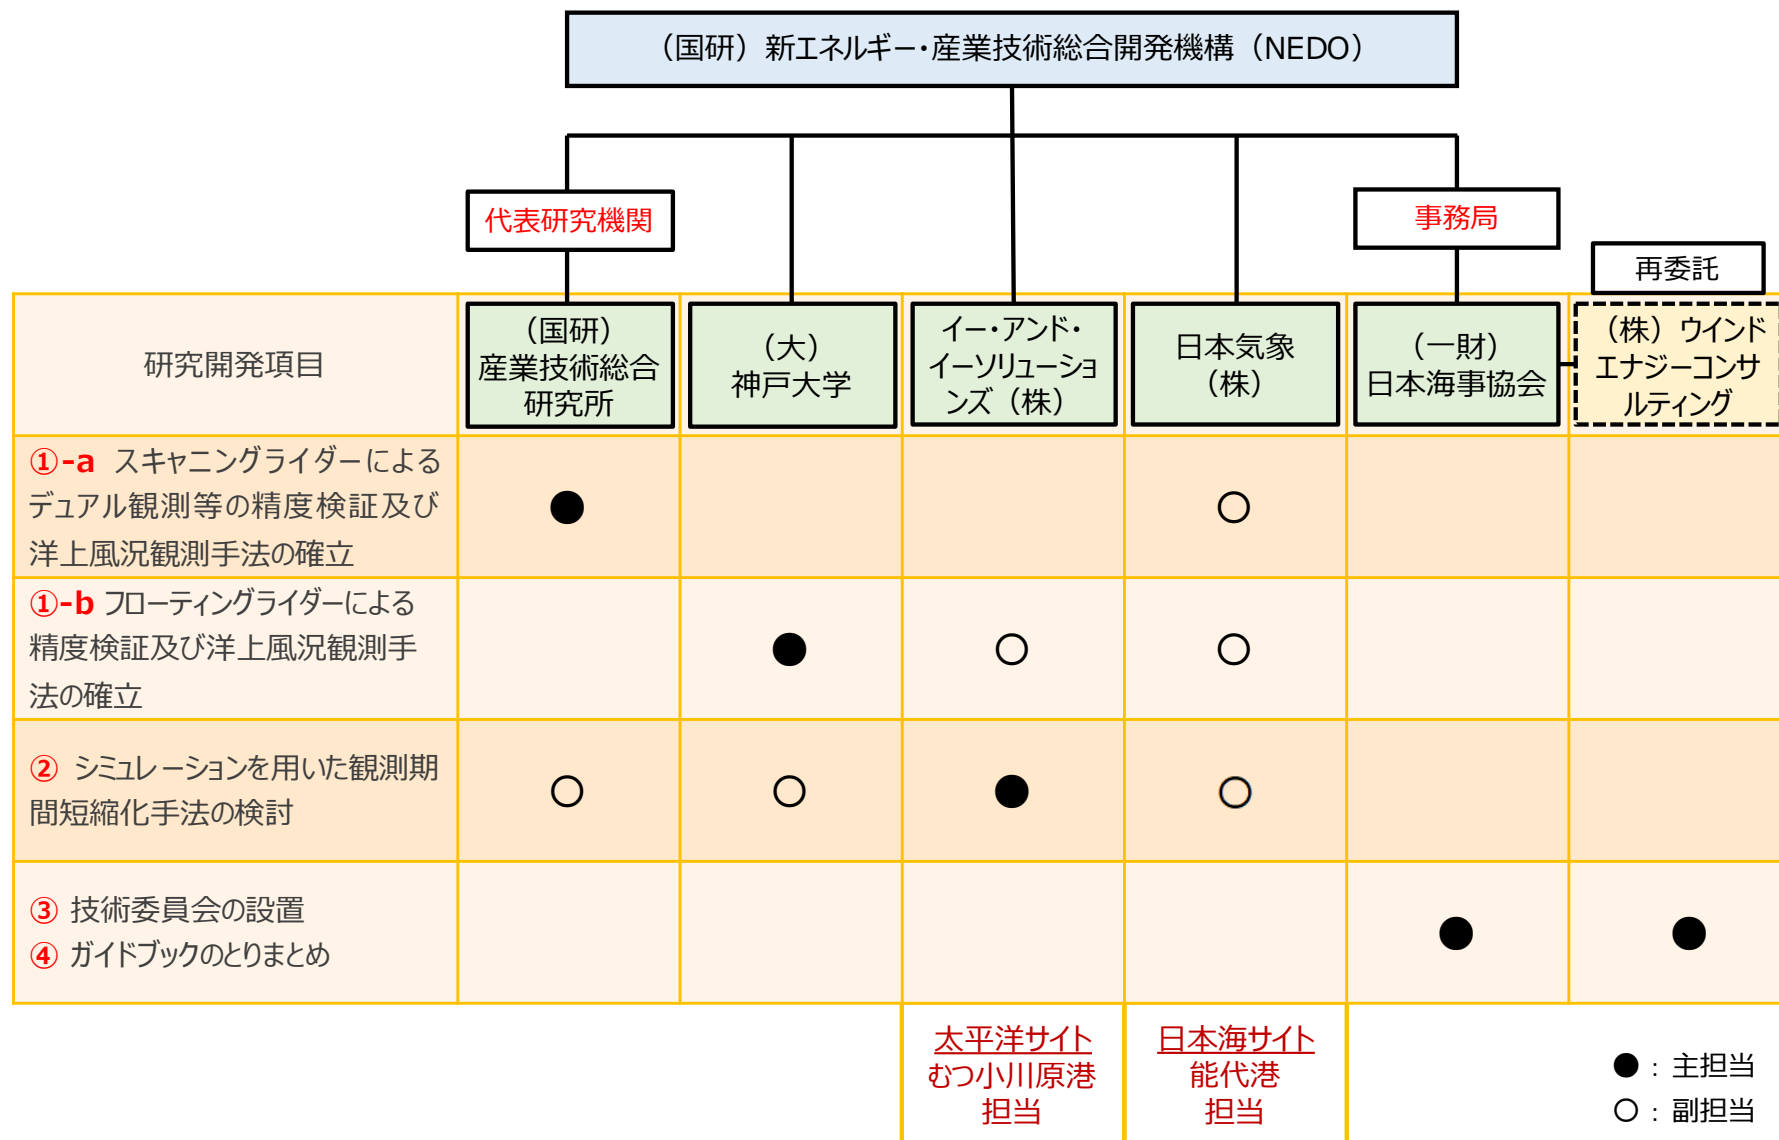 （国研）新エネルギー・産業技術総合開発機構（NEDO）
代表研究機関
事務局
再委託
研究開発項目
（国研）
産業技術総合
研究所
（大）
神戸大学
イー・アンド・
イーソリューショ
ンズ（株）
日本気象
（株）
（一財）
日本海事協会
（株）ウインド
エナジーコンサ
ルティング
①-a スキャニングライダーによる
デュアル観測等の精度検証及び
洋上風況観測手法の確立
●
○
①-b フローティングライダーによる
精度検証及び洋上風況観測手
法の確立
●
○
○
② シミュレーションを用いた観測期
間短縮化手法の検討
○
○
●
○
③ 技術委員会の設置
④ ガイドブックのとりまとめ
●
●
太平洋サイト
むつ小川原港
担当
日本海サイト
能代港
担当
●：主担当
○：副担当